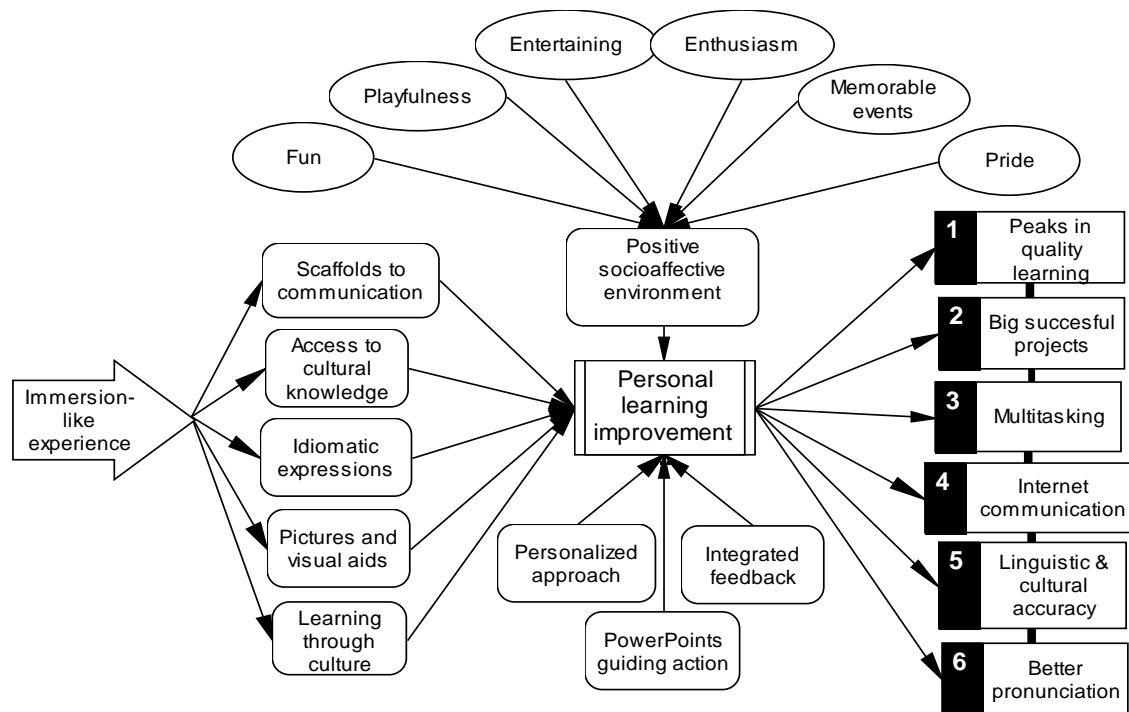 Entertaining
Enthusiasm
Playfulness
Memorable
events
Fun
Pride
Positive
socioaffective
environment
Scaffolds to
communication
Access to
cultural
knowledge
Immersion-
like
experience
Idiomatic
expressions
Pictures and
visual aids
Learning
through
culture
Personal
learning
improvement
Personalized
approach
Integrated
feedback
PowerPoints
guiding action
1
Peaks in
quality
learning
2
Big succesful
projects
3
Multitasking
4
Internet
communication
5
Linguistic &
cultural
accuracy
6
Better
pronunciation